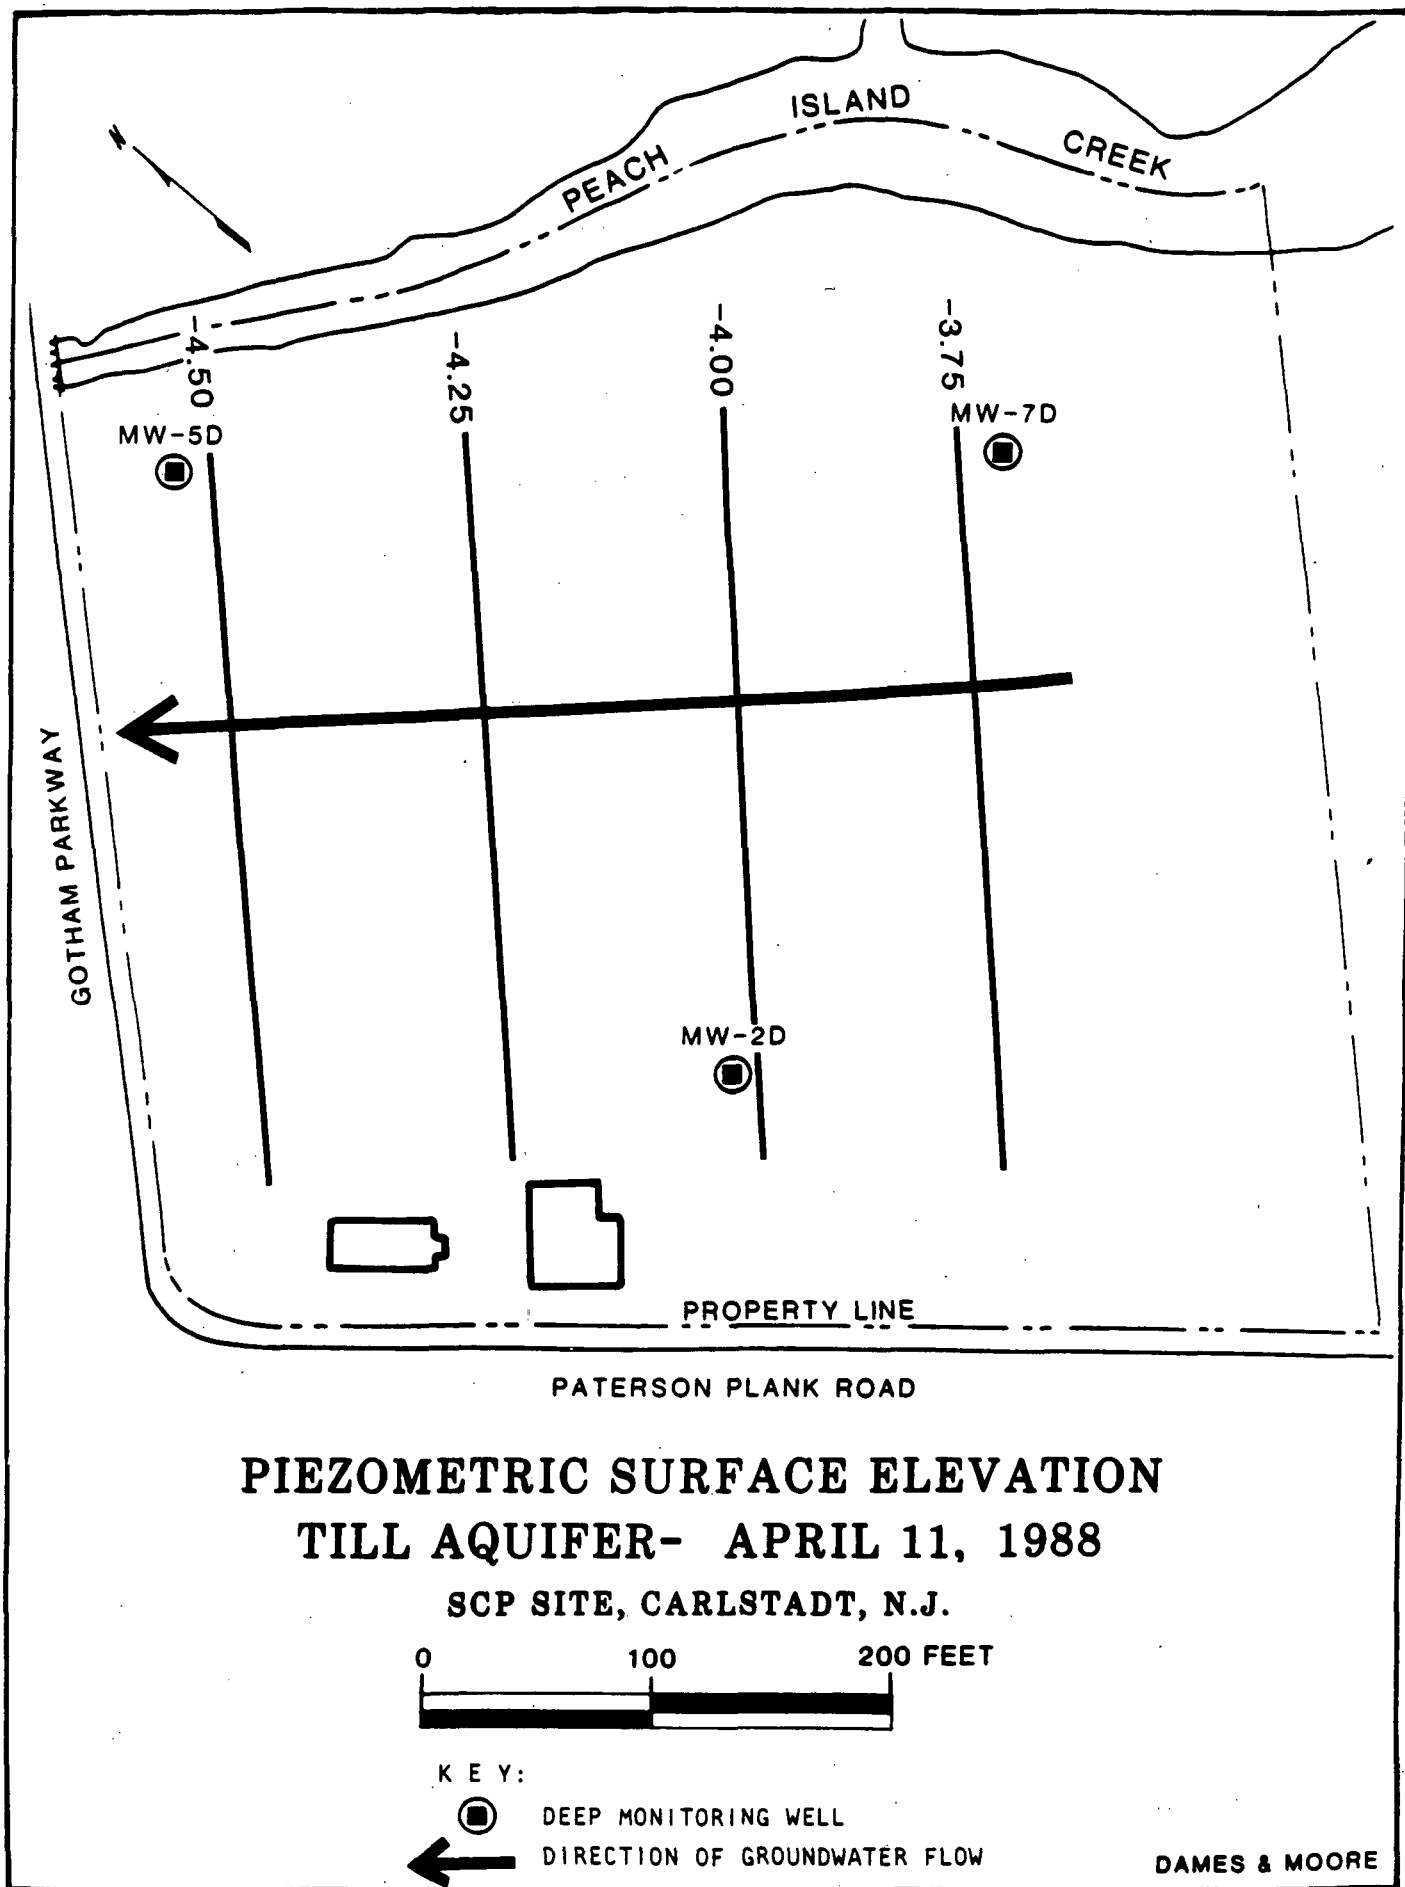 N
PEACH ISLAND CREEK
-4.50
-4.25
-4.00
-3.75
MW-5D
MW-7D
GOTHAM PARKWAY
MW-2D
PROPERTY LINE
PATERSON PLANK ROAD
PIEZOMETRIC SURFACE ELEVATION
TILL AQUIFER- APRIL 11, 1988
SCP SITE, CARLSTADT, N.J.
0 100 200 FEET
K E Y:
DEEP MONITORING WELL
DIRECTION OF GROUNDWATER FLOW
DAMES & MOORE